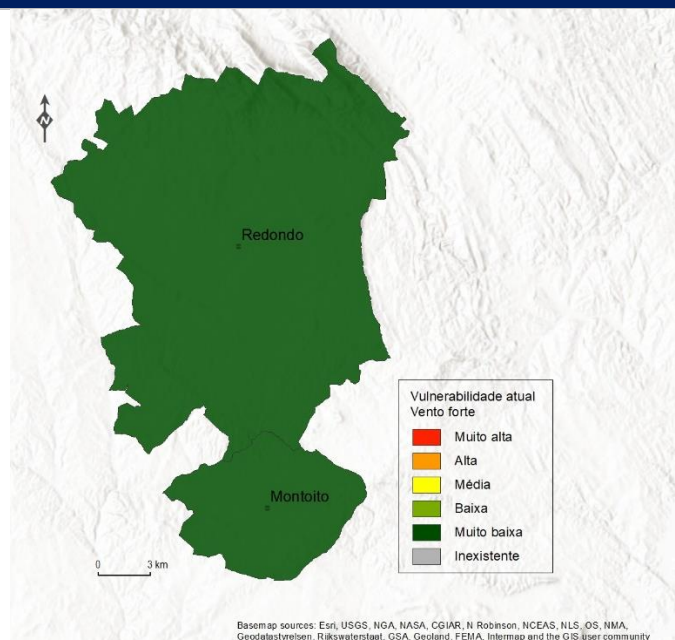 N
Redondo
Vulnerabilidade atual
Vento forte
Muito alta
Alta
Média
Baixa
Muito baixa
Inexistente
Montoito
0 3 km
Basemap sources: Esri, USGS, NGA, NASA, CGIAR, N Robinson, NCEAS, NLS, OS, NMA,
Geodatastyrelsen, Rijkswaterstaat, GSA, Geoland, FEMA, Intermap and the GIS user community